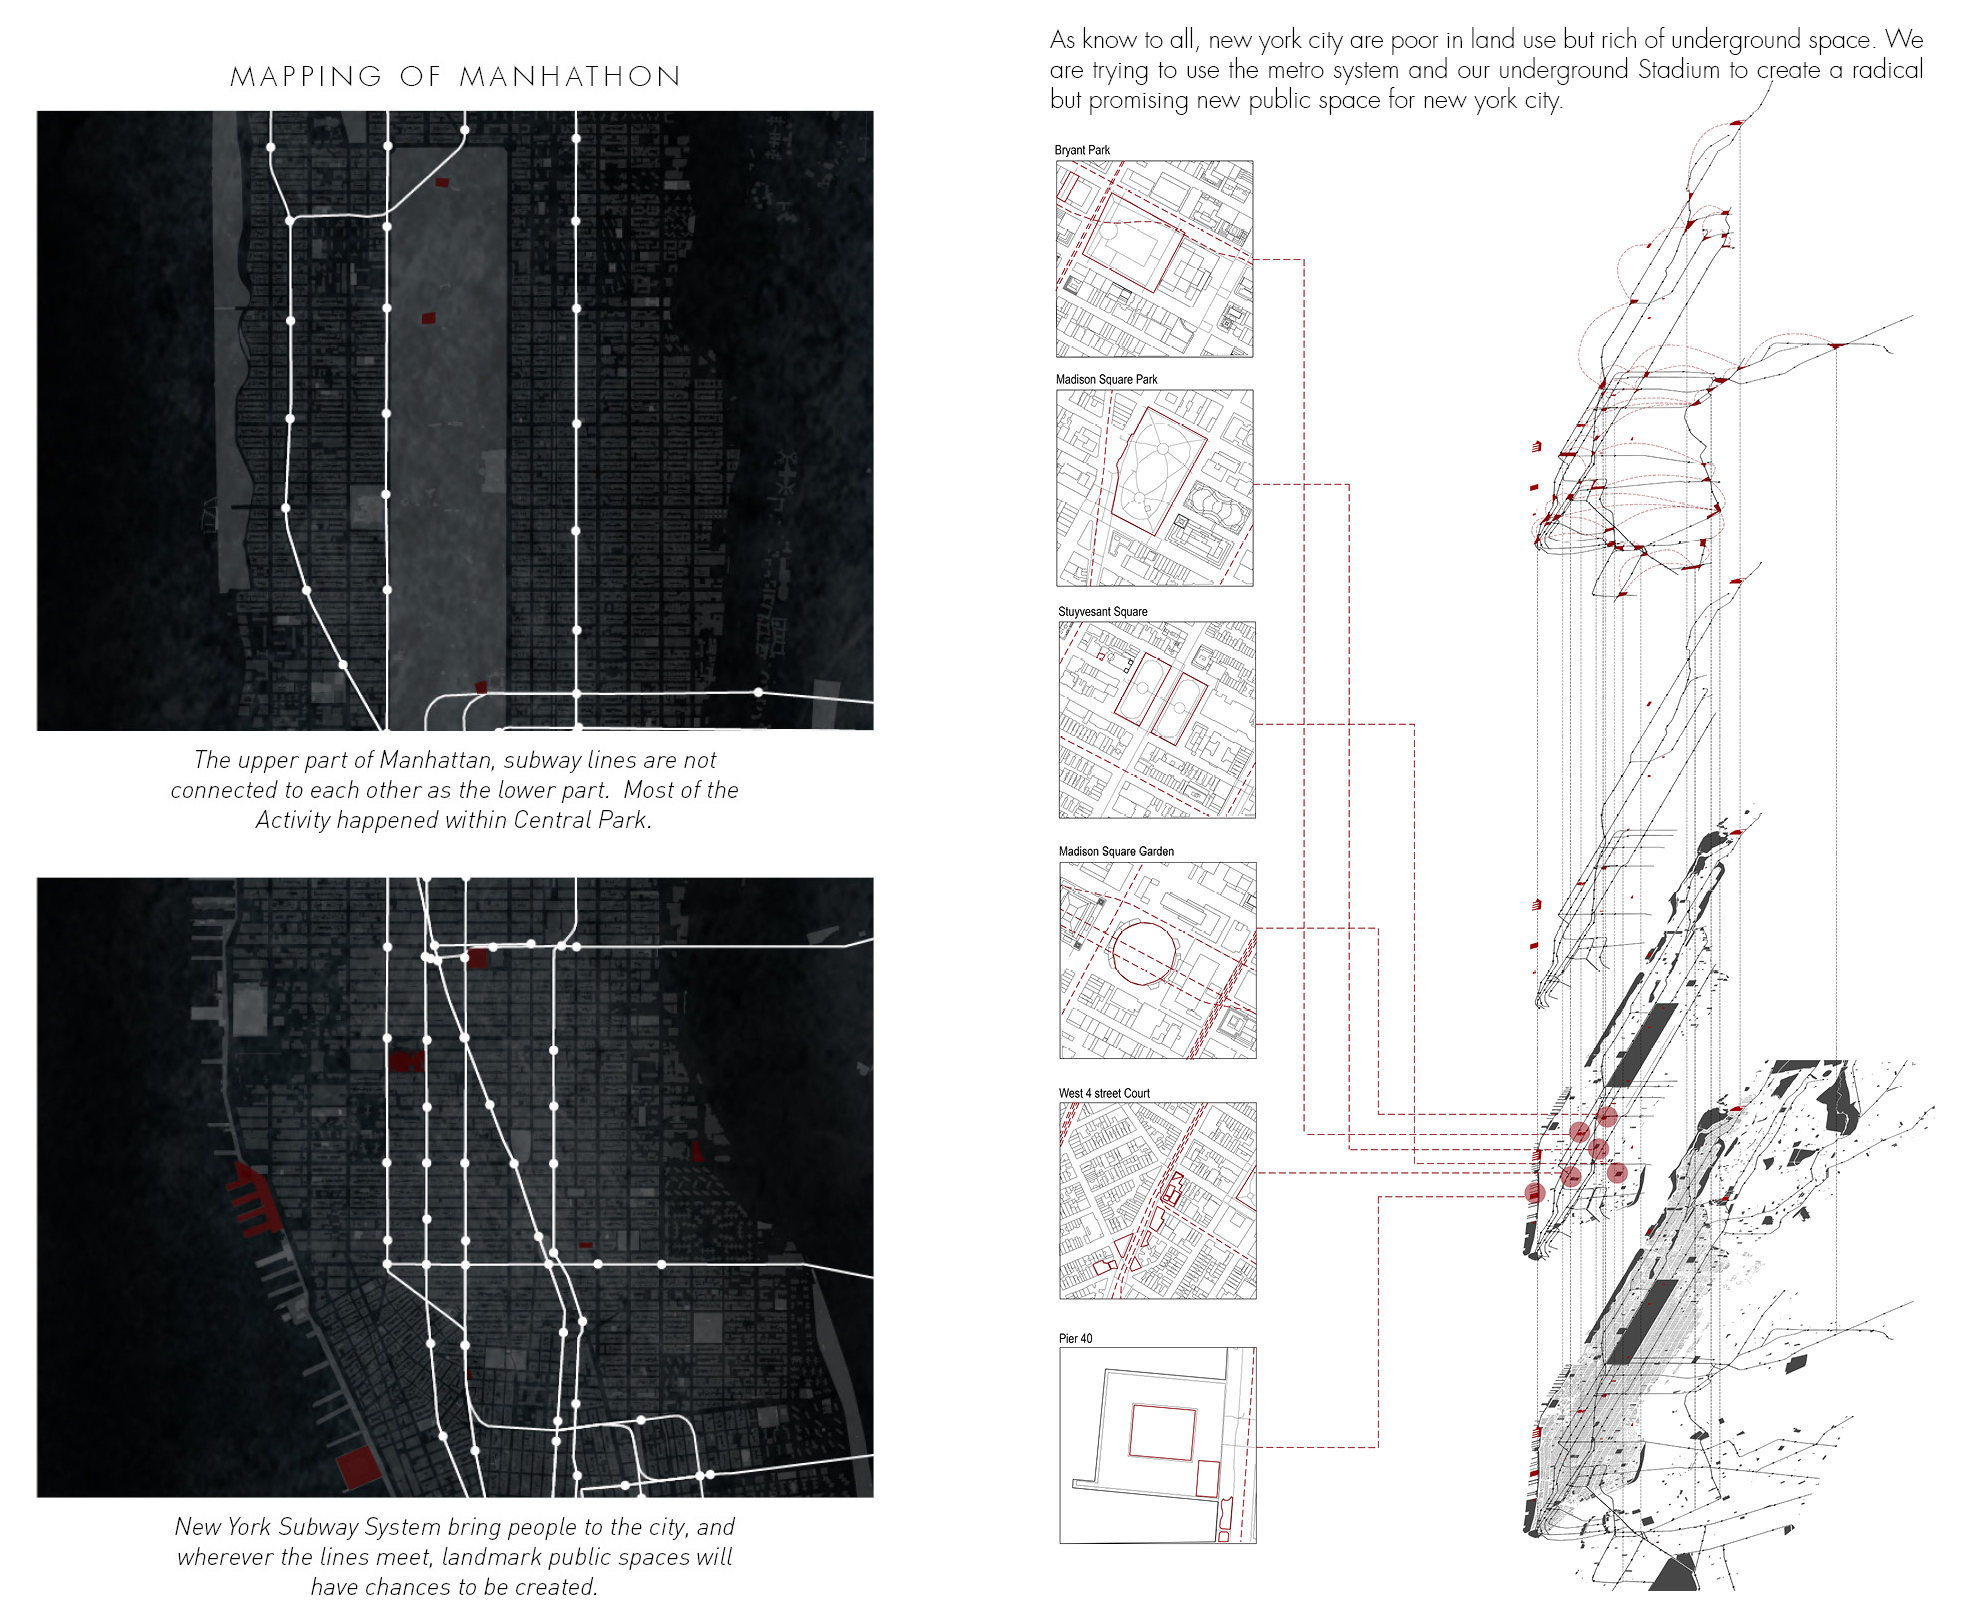 MAPPING OF MANHATHON
The upper part of Manhattan, subway lines are not
connected to each other as the lower part.  Most of the
Activity happened within Central Park.
New York Subway System bring people to the city, and
wherever the lines meet, landmark public spaces will
have chances to be created.
As know to all, new york city are poor in land use but rich of underground space. We
are trying to use the metro system and our underground Stadium to create a radical
but promising new public space for new york city.
Bryant Park
Madison Square Park
Stuyvesant Square
Madison Square Garden
West 4 street Court
Pier 40